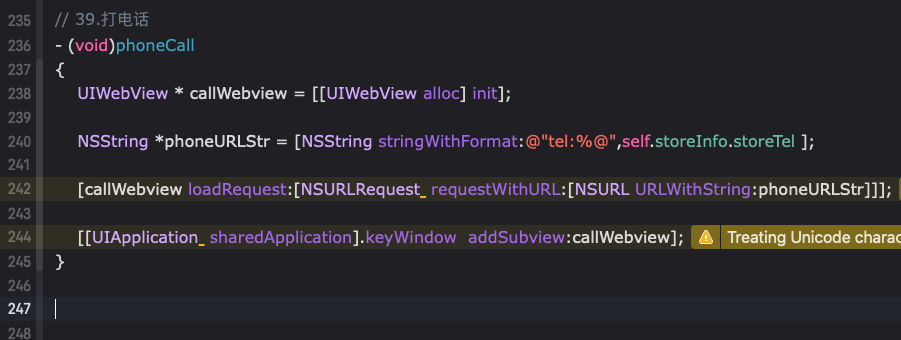 235 // 39.打电话
236 - (void)phoneCall
237 {
238 UIWebView * callWebview = [[UIWebView alloc] init];
239
240 NSString *phoneURLStr = [NSString stringWithFormat:@"tel:%@",self.storeInfo.storeTel ];
241
242 [callWebview loadRequest:[NSURLRequest requestWithURL:[NSURL URLWithString:phoneURLStr]]];
243
244 [[UIApplication sharedApplication].keyWindow addSubview:callWebview]; Treating Unicode charac
245 }
246
247
248